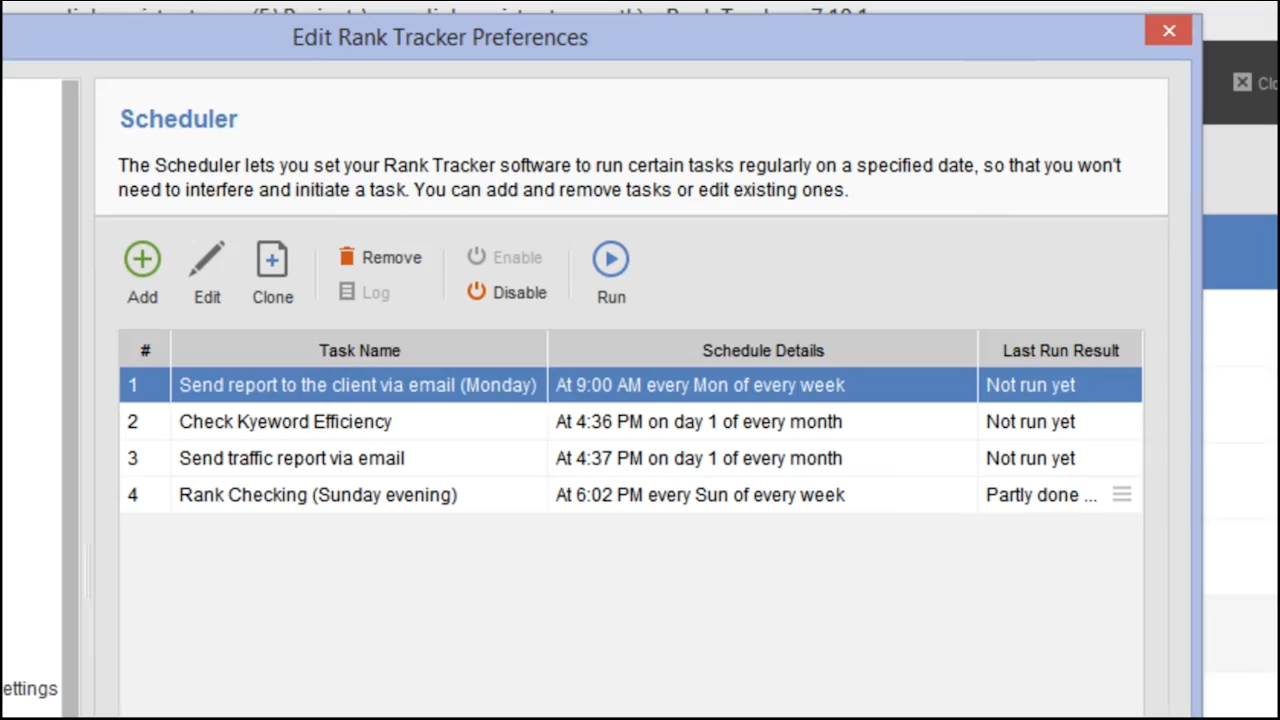 Edit Rank Tracker Preferences
Clo
Scheduler
The Scheduler lets you set your Rank Tracker software to run certain tasks regularly on a specified date, so that you won't
need to interfere and initiate a task. You can add and remove tasks or edit existing ones.
Add Edit Clone Remove Log Enable Disable Run
# Task Name Schedule Details Last Run Result
1 Send report to the client via email (Monday) At 9:00 AM every Mon of every week Not run yet
2 Check Kyeword Efficiency At 4:36 PM on day 1 of every month Not run yet
3 Send traffic report via email At 4:37 PM on day 1 of every month Not run yet
4 Rank Checking (Sunday evening) At 6:02 PM every Sun of every week Partly done ...
ettings